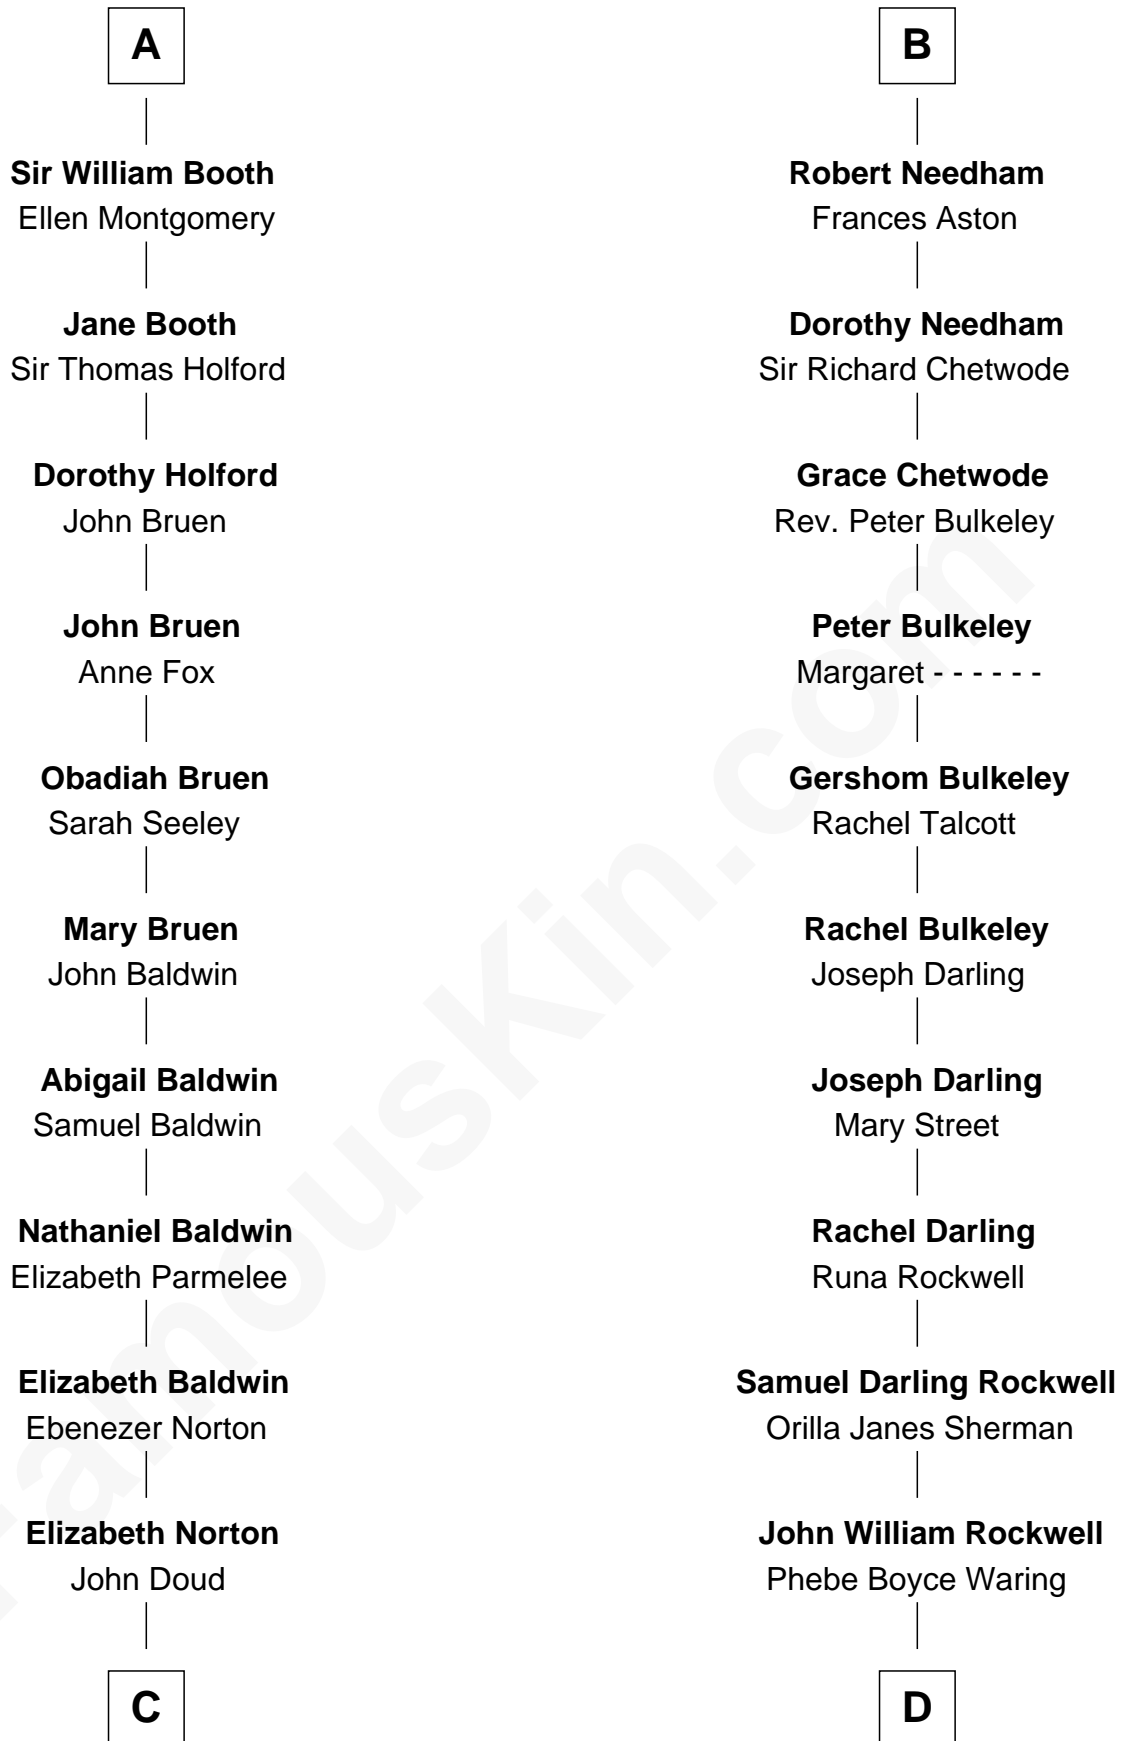 A
Sir William Booth
Ellen Montgomery
Jane Booth
Sir Thomas Holford
Dorothy Holford
John Bruen
John Bruen
Anne Fox
Obadiah Bruen
Sarah Seeley
Mary Bruen
John Baldwin
Abigail Baldwin
Samuel Baldwin
Nathaniel Baldwin
Elizabeth Parmelee
Elizabeth Baldwin
Ebenezer Norton
Elizabeth Norton
John Doud
C
B
Robert Needham
Frances Aston
Dorothy Needham
Sir Richard Chetwode
Grace Chetwode
Rev. Peter Bulkeley
Peter Bulkeley
Margaret - - - - - -
Gershom Bulkeley
Rachel Talcott
Rachel Bulkeley
Joseph Darling
Joseph Darling
Mary Street
Rachel Darling
Runa Rockwell
Samuel Darling Rockwell
Orilla Janes Sherman
John William Rockwell
Phebe Boyce Waring
D
FamousKin.com